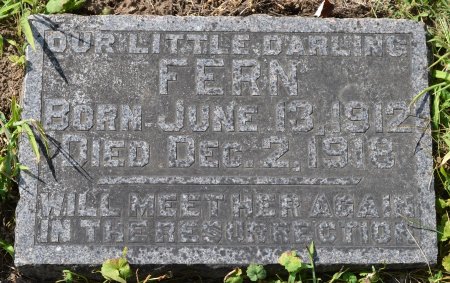 OUR LITTLE DARLING
FERN
BORN JUNE 13, 1912
DIED DEC. 2, 1918
WILL MEET HER AGAIN
IN THE RESURRECTION